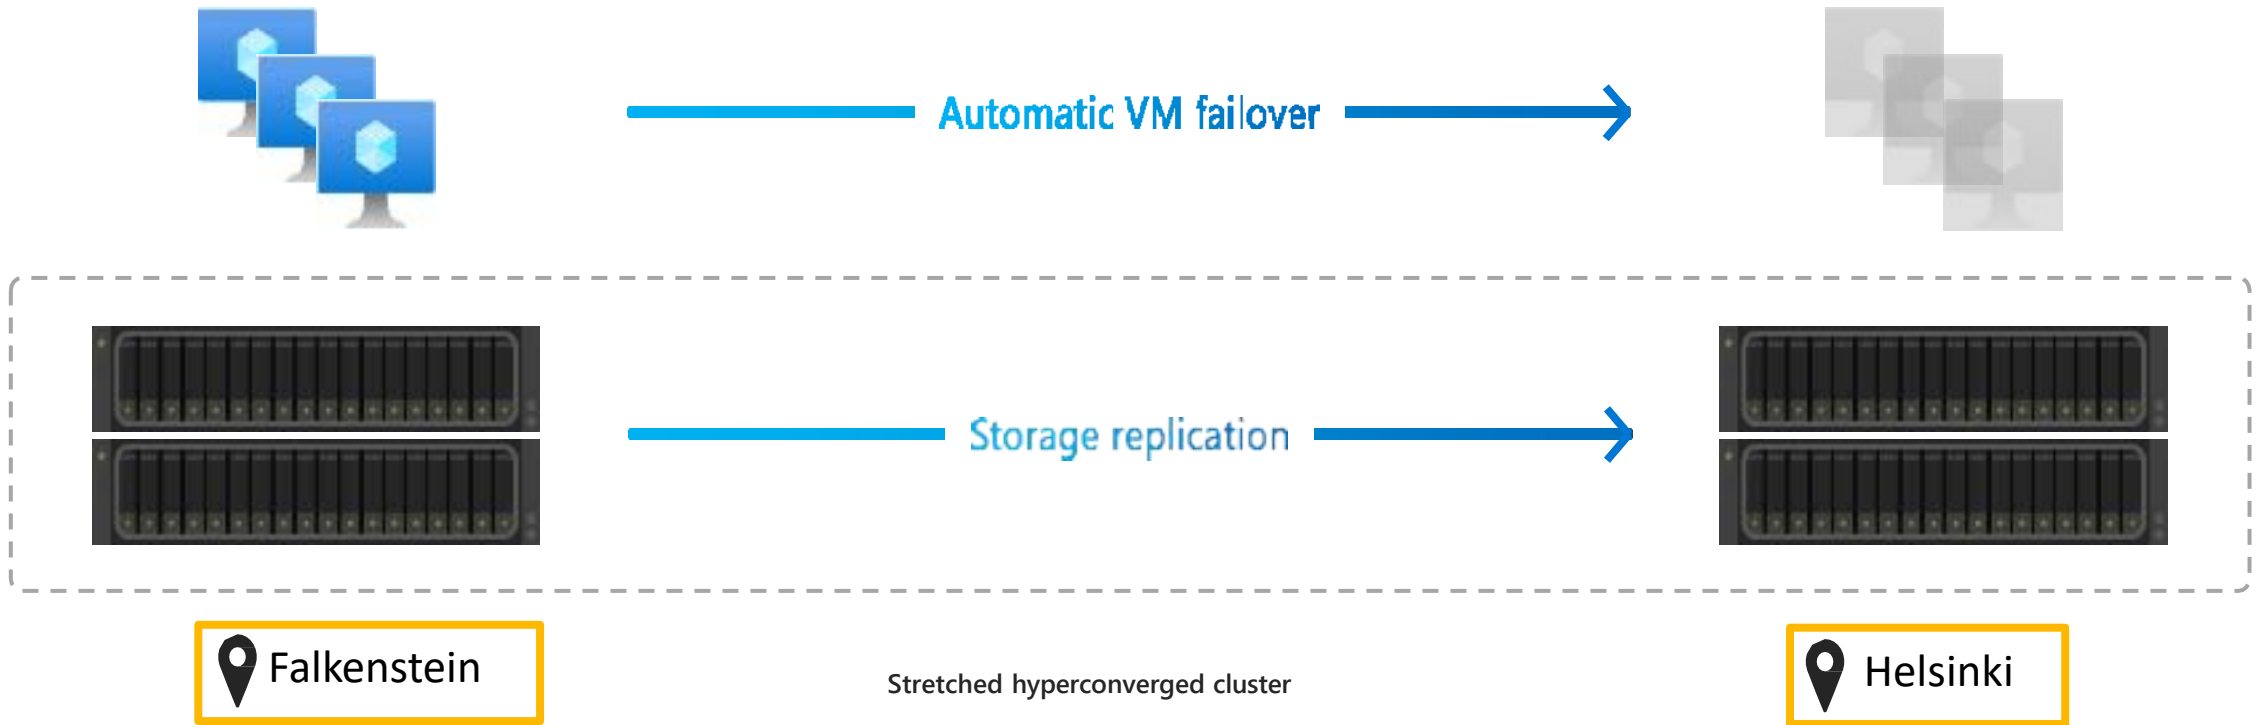 Automatic VM failover
Storage replication
Falkenstein
Stretched hyperconverged cluster
Helsinki